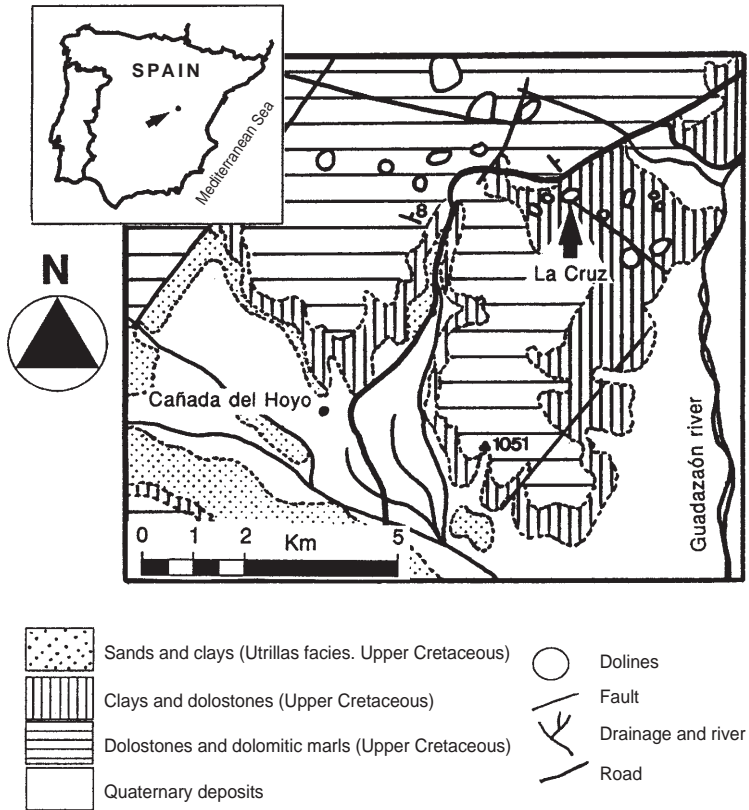 SPAIN
Mediterranean Sea
N
8
La Cruz
Cañada del Hoyo
1051
Guadazaón river
0 1 2 Km 5
Sands and clays (Utrillas facies. Upper Cretaceous)
Clays and dolostones (Upper Cretaceous)
Dolostones and dolomitic marls (Upper Cretaceous)
Quaternary deposits
Dolines
Fault
Drainage and river
Road